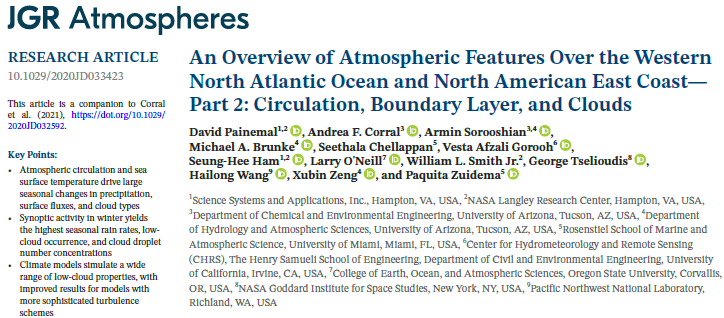 JGR Atmospheres
RESEARCH ARTICLE
10.1029/2020JD033423
This article is a companion to Corral
et al. (2021), https://doi.org/10.1029/
2020JD032592.
Key Points:
• Atmospheric circulation and sea
surface temperature drive large
seasonal changes in precipitation,
surface fluxes, and cloud types
• Synoptic activity in winter yields
the highest seasonal rain rates, low-
cloud occurrence, and cloud droplet
number concentrations
• Climate models simulate a wide
range of low-cloud properties, with
improved results for models with
more sophisticated turbulence
schemes
An Overview of Atmospheric Features Over the Western
North Atlantic Ocean and North American East Coast—
Part 2: Circulation, Boundary Layer, and Clouds
David Painemal1,2, Andrea F. Corral3, Armin Sorooshian3,4,
Michael A. Brunke4, Seethala Chellappan5, Vesta Afzali Gorooh6,
Seung-Hee Ham1,2, Larry O'Neill7, William L. Smith Jr.2, George Tselioudis8,
Hailong Wang9, Xubin Zeng4, and Paquita Zuidema5
1Science Systems and Applications, Inc., Hampton, VA, USA, 2NASA Langley Research Center, Hampton, VA, USA,
3Department of Chemical and Environmental Engineering, University of Arizona, Tucson, AZ, USA, 4Department
of Hydrology and Atmospheric Sciences, University of Arizona, Tucson, AZ, USA, 5Rosenstiel School of Marine and
Atmospheric Science, University of Miami, Miami, FL, USA, 6Center for Hydrometeorology and Remote Sensing
(CHRS), The Henry Samueli School of Engineering, Department of Civil and Environmental Engineering, University
of California, Irvine, CA, USA, 7College of Earth, Ocean, and Atmospheric Sciences, Oregon State University, Corvallis,
OR, USA, 8NASA Goddard Institute for Space Studies, New York, NY, USA, 9Pacific Northwest National Laboratory,
Richland, WA, USA